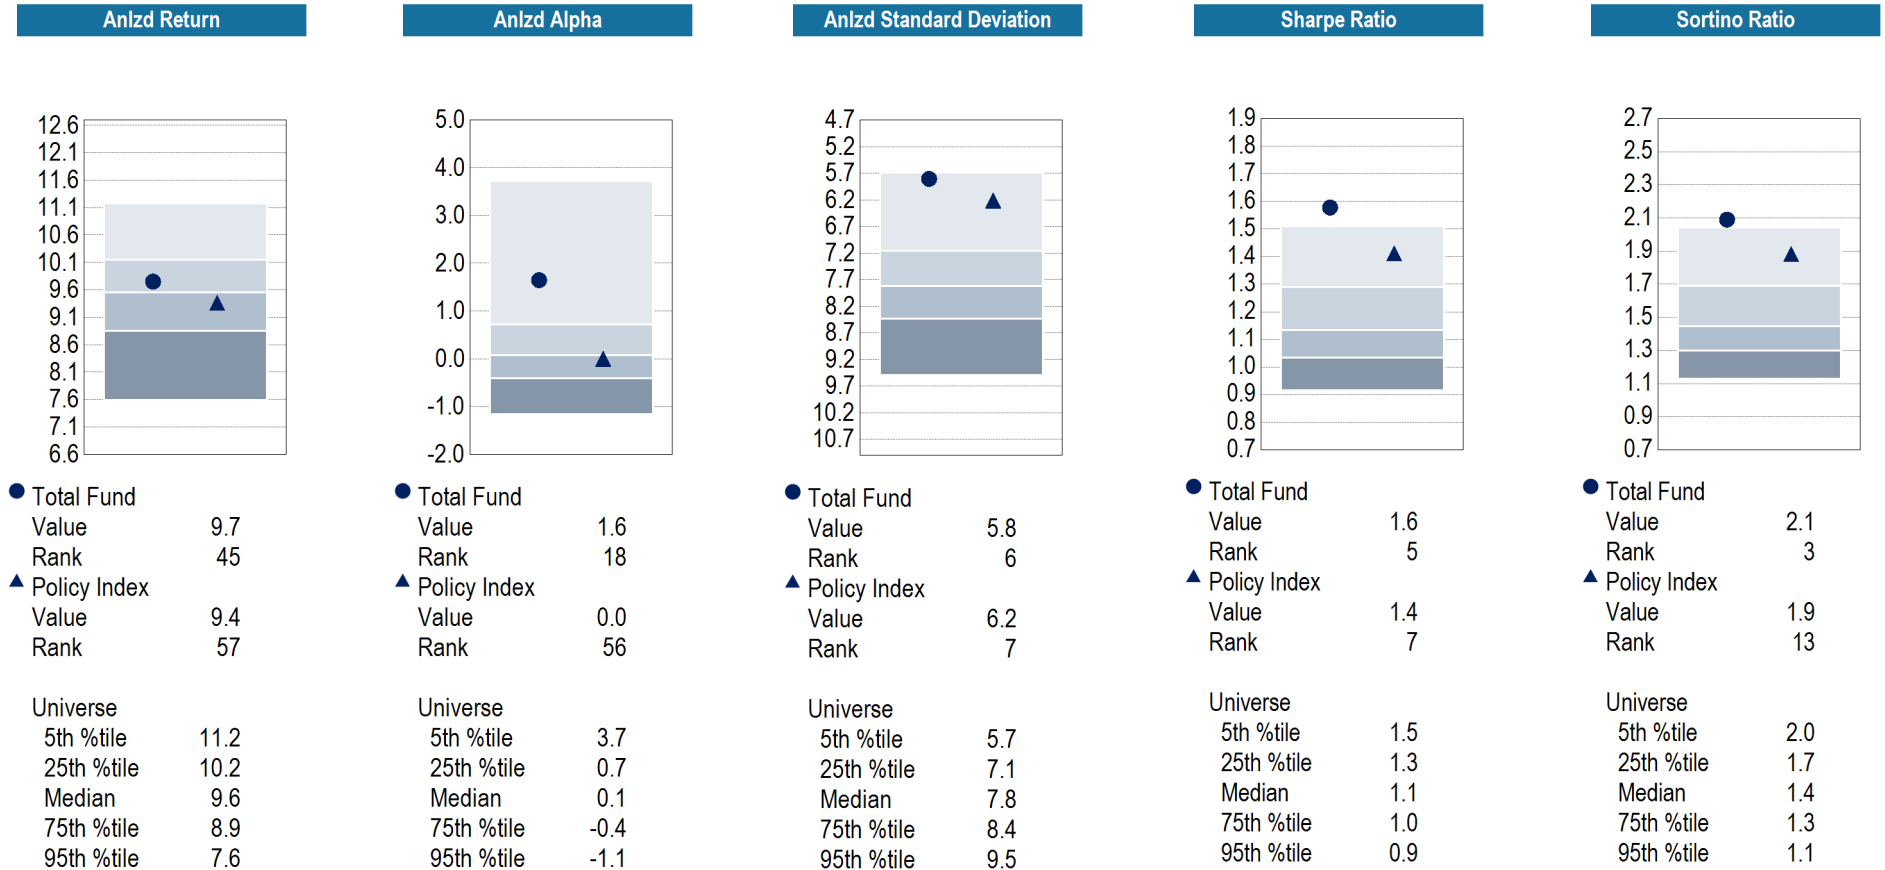 Anlzd Return
12.6
12.1
11.6
11.1
10.6
10.1
9.6
9.1
8.6
8.1
7.6
7.1
6.6
Total Fund
Value 9.7
Rank 45
Policy Index
Value 9.4
Rank 57
Universe
5th %tile 11.2
25th %tile 10.2
Median 9.6
75th %tile 8.9
95th %tile 7.6
Anlzd Alpha
5.0
4.0
3.0
2.0
1.0
0.0
-1.0
-2.0
Total Fund
Value 1.6
Rank 18
Policy Index
Value 0.0
Rank 56
Universe
5th %tile 3.7
25th %tile 0.7
Median 0.1
75th %tile -0.4
95th %tile -1.1
Anlzd Standard Deviation
4.7
5.2
5.7
6.2
6.7
7.2
7.7
8.2
8.7
9.2
9.7
10.2
10.7
Total Fund
Value 5.8
Rank 6
Policy Index
Value 6.2
Rank 7
Universe
5th %tile 5.7
25th %tile 7.1
Median 7.8
75th %tile 8.4
95th %tile 9.5
Sharpe Ratio
1.9
1.8
1.7
1.6
1.5
1.4
1.3
1.2
1.1
1.0
0.9
0.8
0.7
Total Fund
Value 1.6
Rank 5
Policy Index
Value 1.4
Rank 7
Universe
5th %tile 1.5
25th %tile 1.3
Median 1.1
75th %tile 1.0
95th %tile 0.9
Sortino Ratio
2.7
2.5
2.3
2.1
1.9
1.7
1.5
1.3
1.1
0.9
0.7
Total Fund
Value 2.1
Rank 3
Policy Index
Value 1.9
Rank 13
Universe
5th %tile 2.0
25th %tile 1.7
Median 1.4
75th %tile 1.3
95th %tile 1.1